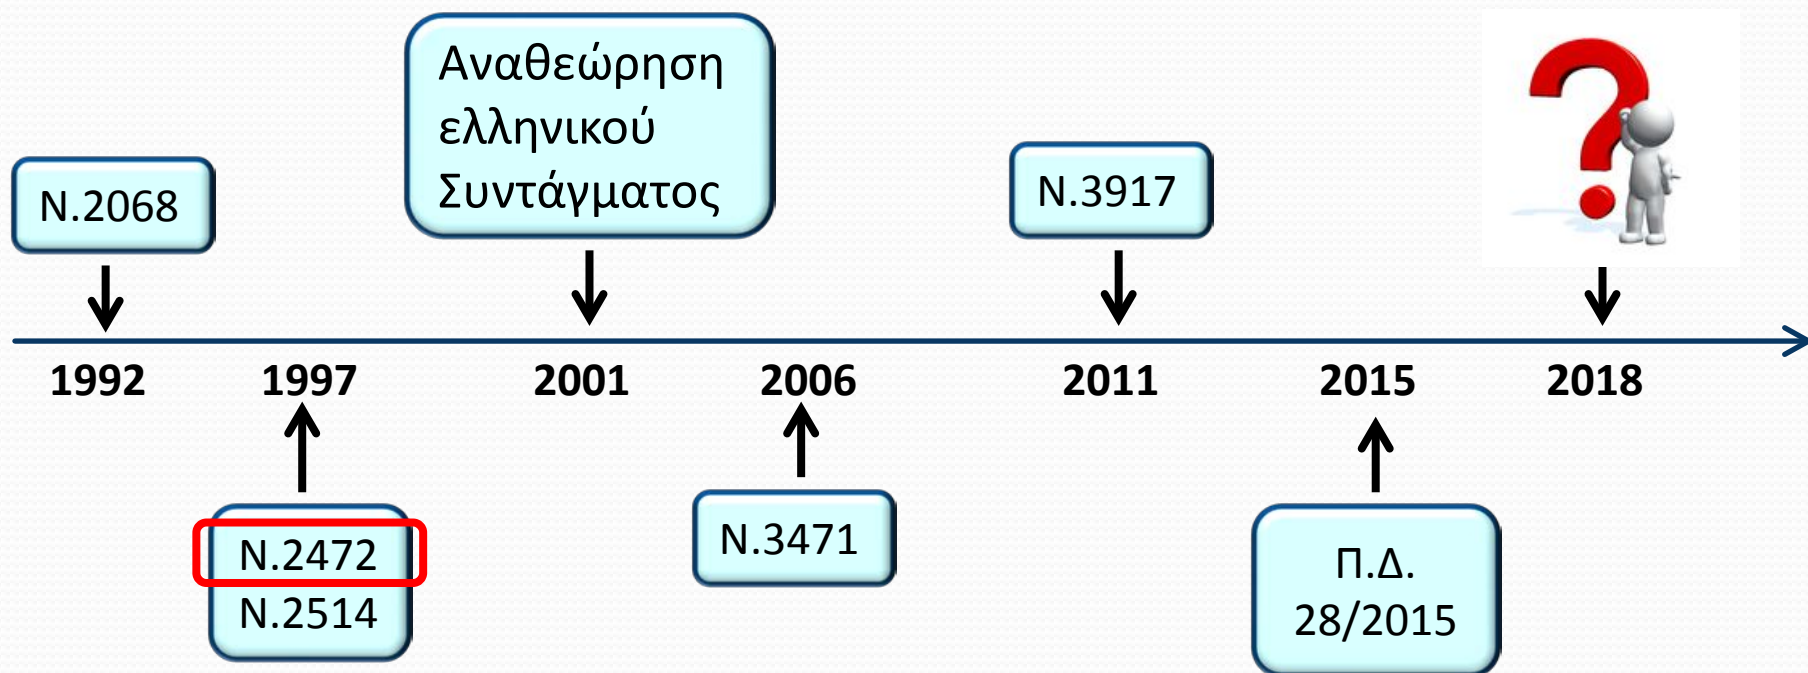 Αναθεώρηση
ελληνικού
Συντάγματος
Ν.2068
Ν.3917
1992 1997 2001 2006 2011 2015 2018
Ν.2472
Ν.2514
Ν.3471
Π.Δ.
28/2015